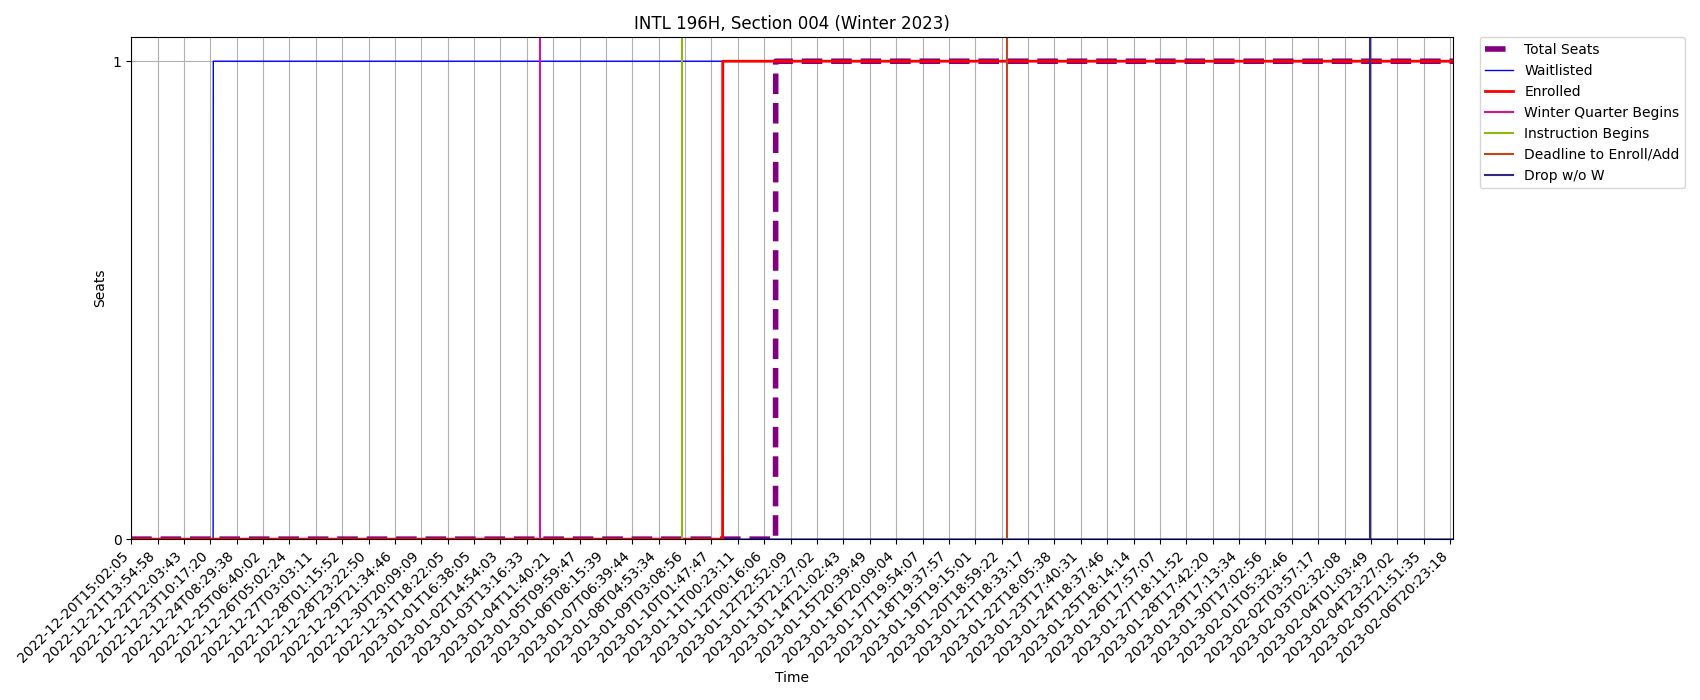 INTL 196H, Section 004 (Winter 2023)
Total Seats
Waitlisted
Enrolled
Winter Quarter Begins
Instruction Begins
Deadline to Enroll/Add
Drop w/o W
Seats
1
0
2022-12-20T15:02:05
2022-12-21T13:54:58
2022-12-22T12:03:43
2022-12-23T10:17:20
2022-12-24T08:29:38
2022-12-25T06:40:02
2022-12-26T05:02:24
2022-12-27T03:03:11
2022-12-28T01:15:52
2022-12-28T23:22:50
2022-12-29T21:34:46
2022-12-30T20:09:09
2022-12-31T18:22:05
2023-01-01T16:38:05
2023-01-02T14:54:03
2023-01-03T13:16:33
2023-01-04T11:40:21
2023-01-05T09:59:47
2023-01-06T08:15:39
2023-01-07T06:39:44
2023-01-08T04:53:34
2023-01-09T03:08:56
2023-01-10T01:47:47
2023-01-11T00:23:11
2023-01-12T00:16:06
2023-01-12T22:52:09
2023-01-13T21:27:02
2023-01-14T21:02:43
2023-01-15T20:39:49
2023-01-16T20:09:04
2023-01-17T19:54:07
2023-01-18T19:37:57
2023-01-19T19:15:01
2023-01-20T18:59:22
2023-01-21T18:33:17
2023-01-22T18:05:38
2023-01-23T17:40:31
2023-01-24T18:37:46
2023-01-25T18:14:14
2023-01-26T17:57:07
2023-01-27T18:11:52
2023-01-28T17:42:20
2023-01-29T17:13:34
2023-01-30T17:02:56
2023-02-01T05:32:46
2023-02-02T03:57:17
2023-02-03T02:32:08
2023-02-04T01:03:49
2023-02-04T23:27:02
2023-02-05T21:51:35
2023-02-06T20:23:18
Time